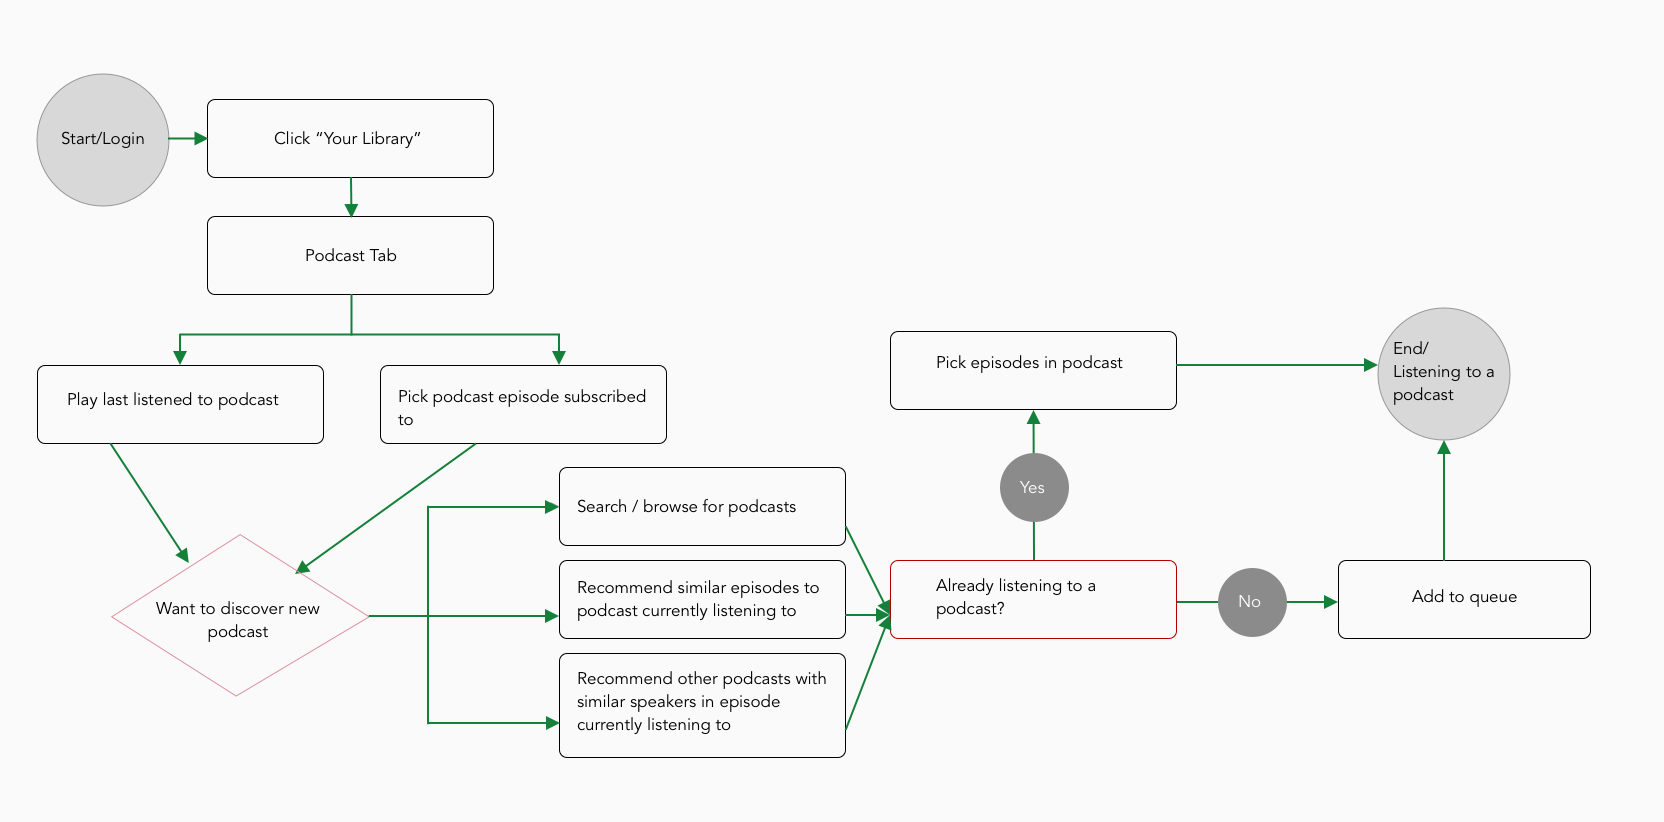 Start/Login
Click “Your Library”
Podcast Tab
Play last listened to podcast
Pick podcast episode subscribed
to
Want to discover new
podcast
Search / browse for podcasts
Recommend similar episodes to
podcast currently listening to
Recommend other podcasts with
similar speakers in episode
currently listening to
Already listening to a
podcast?
Yes
Pick episodes in podcast
No
Add to queue
End/
Listening to a
podcast